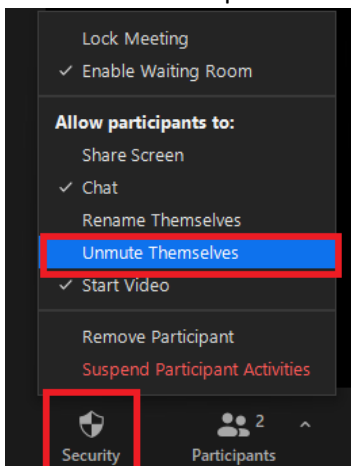 Lock Meeting
✓ Enable Waiting Room
Allow participants to:
Share Screen
✓ Chat
Rename Themselves
Unmute Themselves
✓ Start Video
Remove Participant
Suspend Participant Activities
2
Security Participants